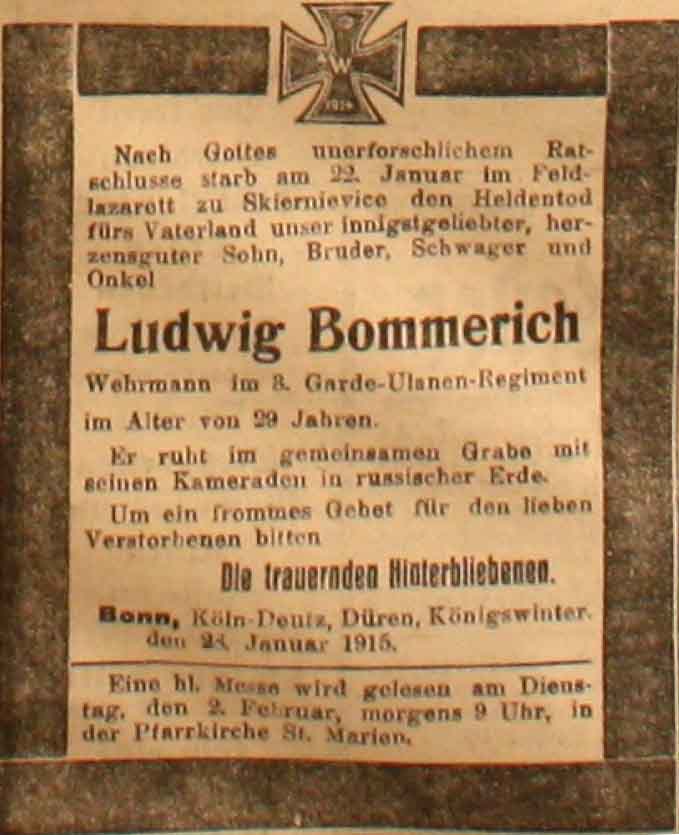 W
1914
Nach Gottes unerforschlichem Rat-
schlusse starb am 22. Januar im Feld-
lazarett zu Skiernievice den Heldentod
fürs Vaterland unser innigstgeliebter, her-
zensguter Sohn, Bruder, Schwager und
Onkel
Ludwig Bommerich
Wehrmann im 3. Garde-Ulanen-Regiment
im Alter von 29 Jahren.
Er ruht im gemeinsamen Grabe mit
seinen Kameraden in russischer Erde.
Um ein frommes Gebet für den lieben
Verstorbenen bitten
Die trauernden Hinterbliebenen.
Bonn, Köln-Deutz, Düren, Königswinter.
den Januar 1915.
Eine hl. Messe wird gelesen am Diens-
tag, den 2. Februar, morgens 9 Uhr, in
der Pfarrkirche St. Marien.